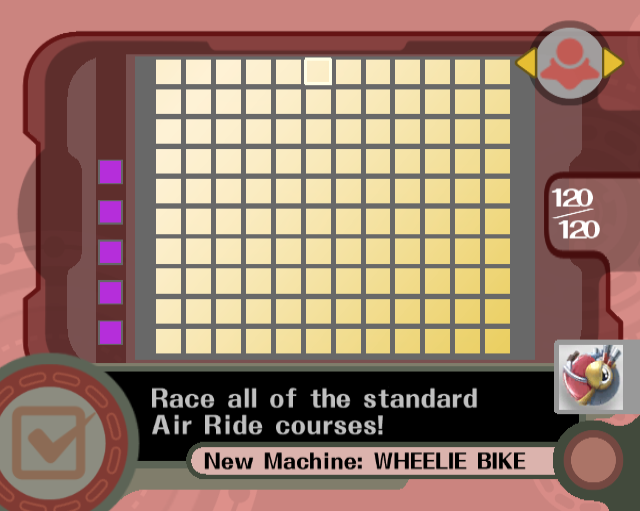 120
120
Race all of the standard
Air Ride courses!
New Machine: WHEELIE BIKE